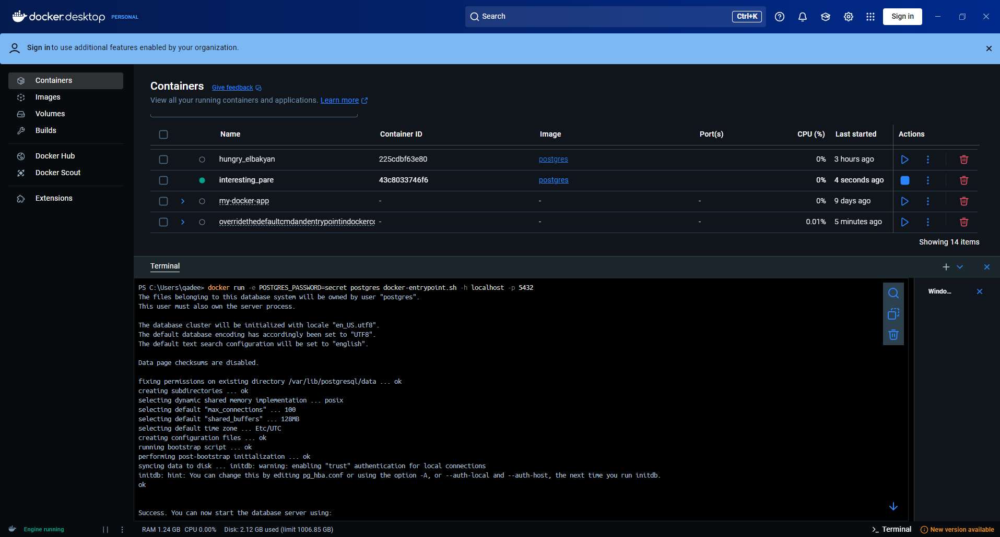 docker.desktop PERSONAL
Search Ctrl+K
Sign in
Sign in to use additional features enabled by your organization.
Containers
Images
Volumes
Builds
Docker Hub
Docker Scout
Extensions
Containers Give feedback
View all your running containers and applications. Learn more
Name Container ID Image Port(s) CPU (%) Last started Actions
hungry_elbakyan 225cdbf63e80 postgres 0% 3 hours ago
interesting_pare 43c8033746f6 postgres 0% 4 seconds ago
my-docker-app - - - 0% 9 days ago
overridethedefaultcmdandentrypointindockerc - - - 0.01% 5 minutes ago
Showing 14 items
Terminal
PS C:\Users\qadee> docker run -e POSTGRES_PASSWORD=secret postgres docker-entrypoint.sh -h localhost -p 5432
The files belonging to this database system will be owned by user "postgres".
This user must also own the server process.
The database cluster will be initialized with locale "en_US.utf8".
The default database encoding has accordingly been set to "UTF8".
The default text search configuration will be set to "english".
Data page checksums are disabled.
fixing permissions on existing directory /var/lib/postgresql/data ... ok
creating subdirectories ... ok
selecting dynamic shared memory implementation ... posix
selecting default "max_connections" ... 100
selecting default "shared_buffers" ... 128MB
selecting default time zone ... Etc/UTC
creating configuration files ... ok
running bootstrap script ... ok
performing post-bootstrap initialization ... ok
syncing data to disk ... initdb: warning: enabling "trust" authentication for local connections
initdb: hint: You can change this by editing pg_hba.conf or using the option -A, or --auth-local and --auth-host, the next time you run initdb.
ok
Success. You can now start the database server using:
Windo...
Engine running
RAM 1.24 GB CPU 0.00% Disk: 2.12 GB used (limit 1006.85 GB)
>_ Terminal
New version available